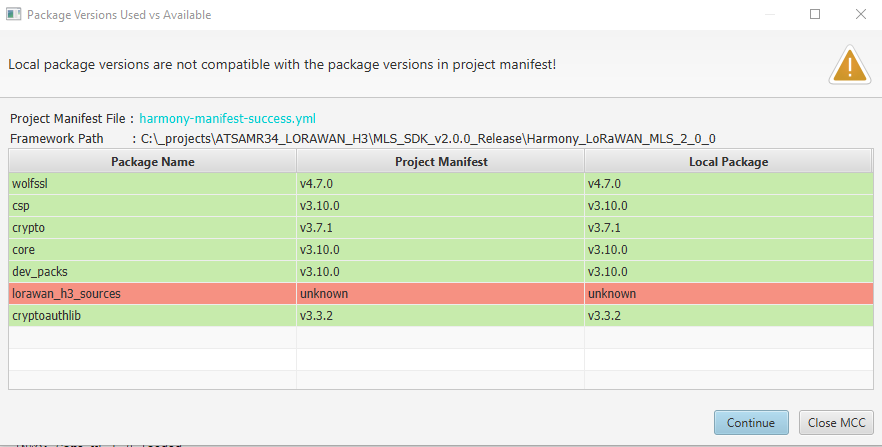 Package Versions Used vs Available
Local package versions are not compatible with the package versions in project manifest!
Project Manifest File : harmony-manifest-success.yml
Framework Path : C:\_projects\ATSAMR34_LORAWAN_H3\MLS_SDK_v2.0.0_Release\Harmony_LoRaWAN_MLS_2_0_0
Package Name Project Manifest Local Package
wolfssl v4.7.0 v4.7.0
csp v3.10.0 v3.10.0
crypto v3.7.1 v3.7.1
core v3.10.0 v3.10.0
dev_packs v3.10.0 v3.10.0
lorawan_h3_sources unknown unknown
cryptoauthlib v3.3.2 v3.3.2
Continue Close MCC